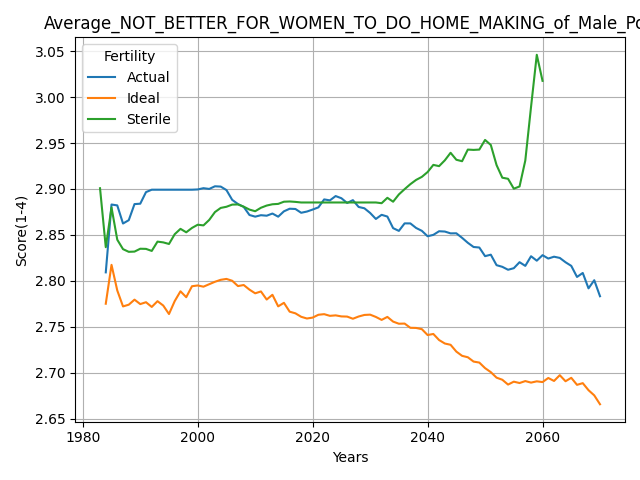 Average_NOT_BETTER_FOR_WOMEN_TO_DO_HOME_MAKING_of_Male_Po
Fertility
Actual
Ideal
Sterile
Score(1-4)
3.05
3.00
2.95
2.90
2.85
2.80
2.75
2.70
2.65
1980 2000 2020 2040 2060
Years